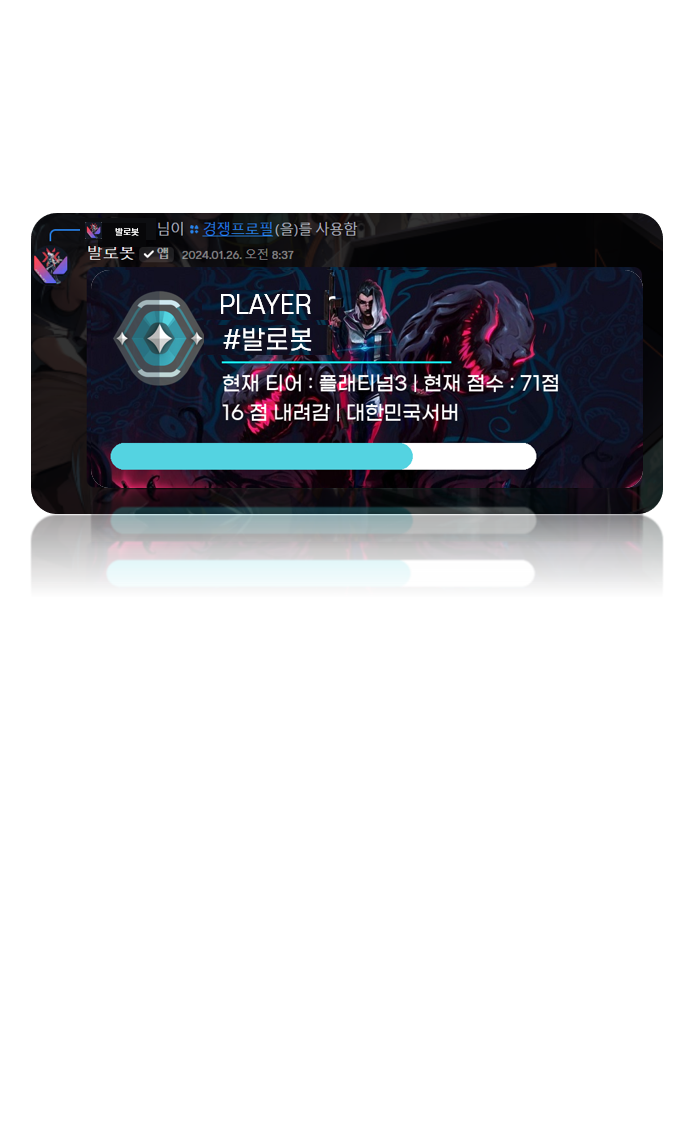 발로봇 님이 경쟁프로필(을)를 사용함
발로봇 ✓앱 2024.01.26. 오전 8:37
PLAYER
#발로봇
현재 티어 : 플래티넘3 | 현재 점수 : 71점
16 점 내려감 | 대한민국서버